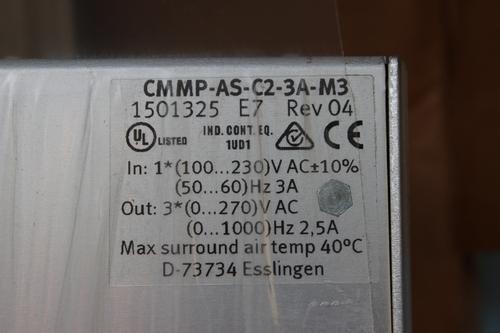 CMMP-AS-C2-3A-M3
1501325 E7 Rev 04
UL LISTED IND. CONT. EQ. 1UD1 CE
In: 1*(100...230)V AC±10%
(50...60)Hz 3A
Out: 3*(0...270)V AC
(0...1000)Hz 2,5A
Max surround air temp 40°C
D-73734 Esslingen